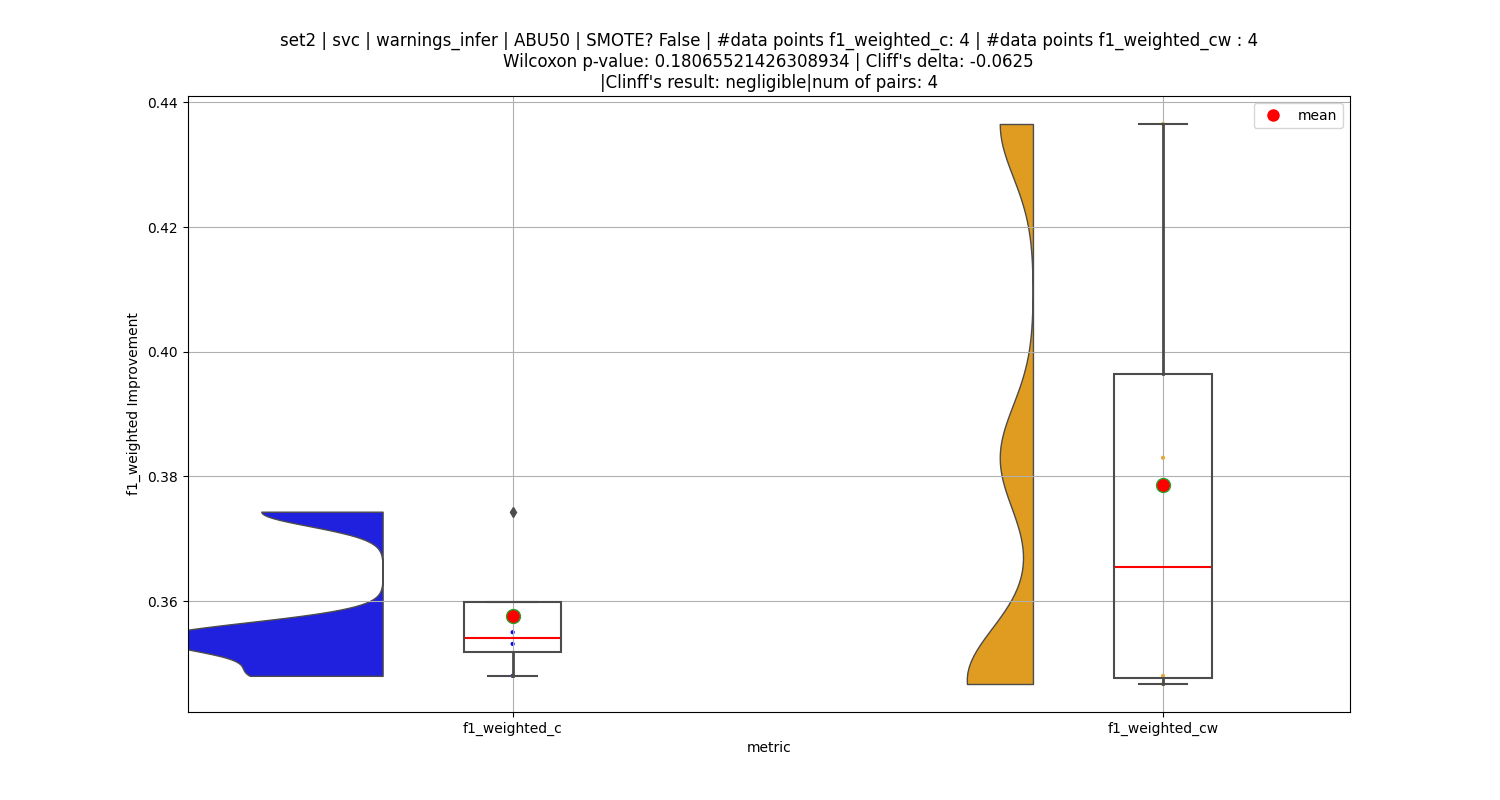 set2 | svc | warnings_infer | ABU50 | SMOTE? False | #data points f1_weighted_c: 4 | #data points f1_weighted_cw : 4
Wilcoxon p-value: 0.18065521426308934 | Cliff's delta: -0.0625
|Clinff's result: negligible|num of pairs: 4
0.44
0.42
0.40
0.38
0.36
f1_weighted Improvement
mean
f1_weighted_c
f1_weighted_cw
metric